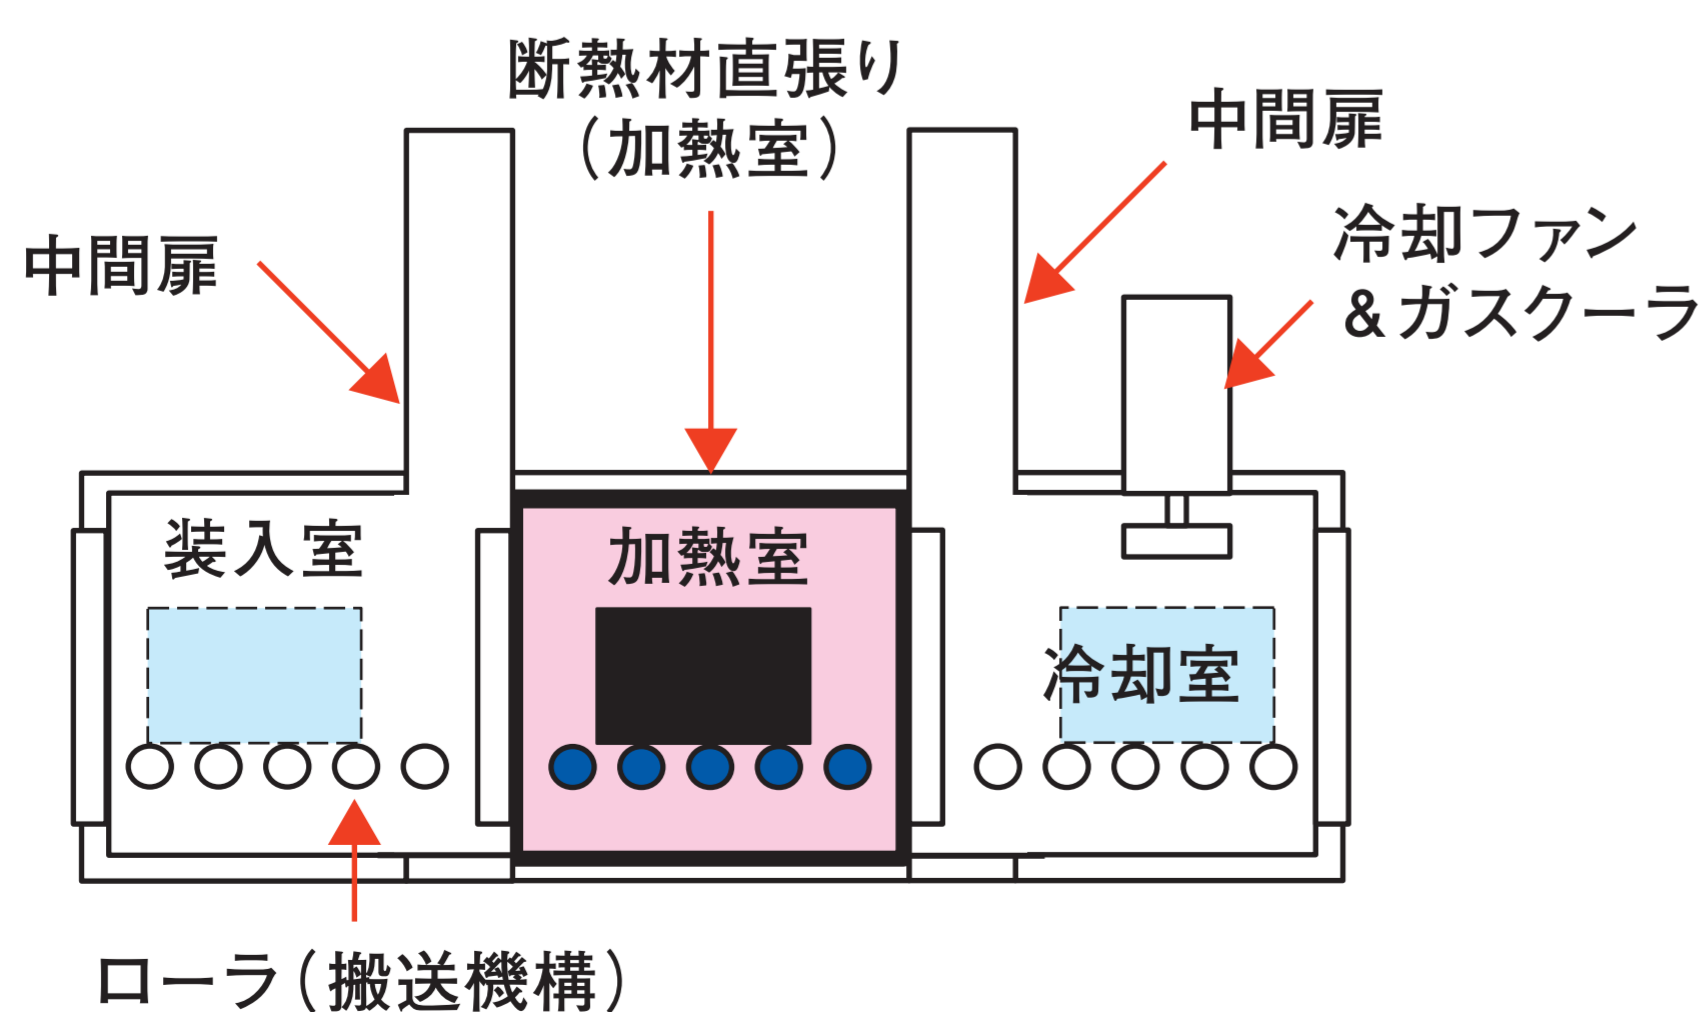 断熱材直張り
（加熱室）
中間扉
中間扉
冷却ファン
&ガスクーラ
装入室
加熱室
冷却室
ローラ（搬送機構）